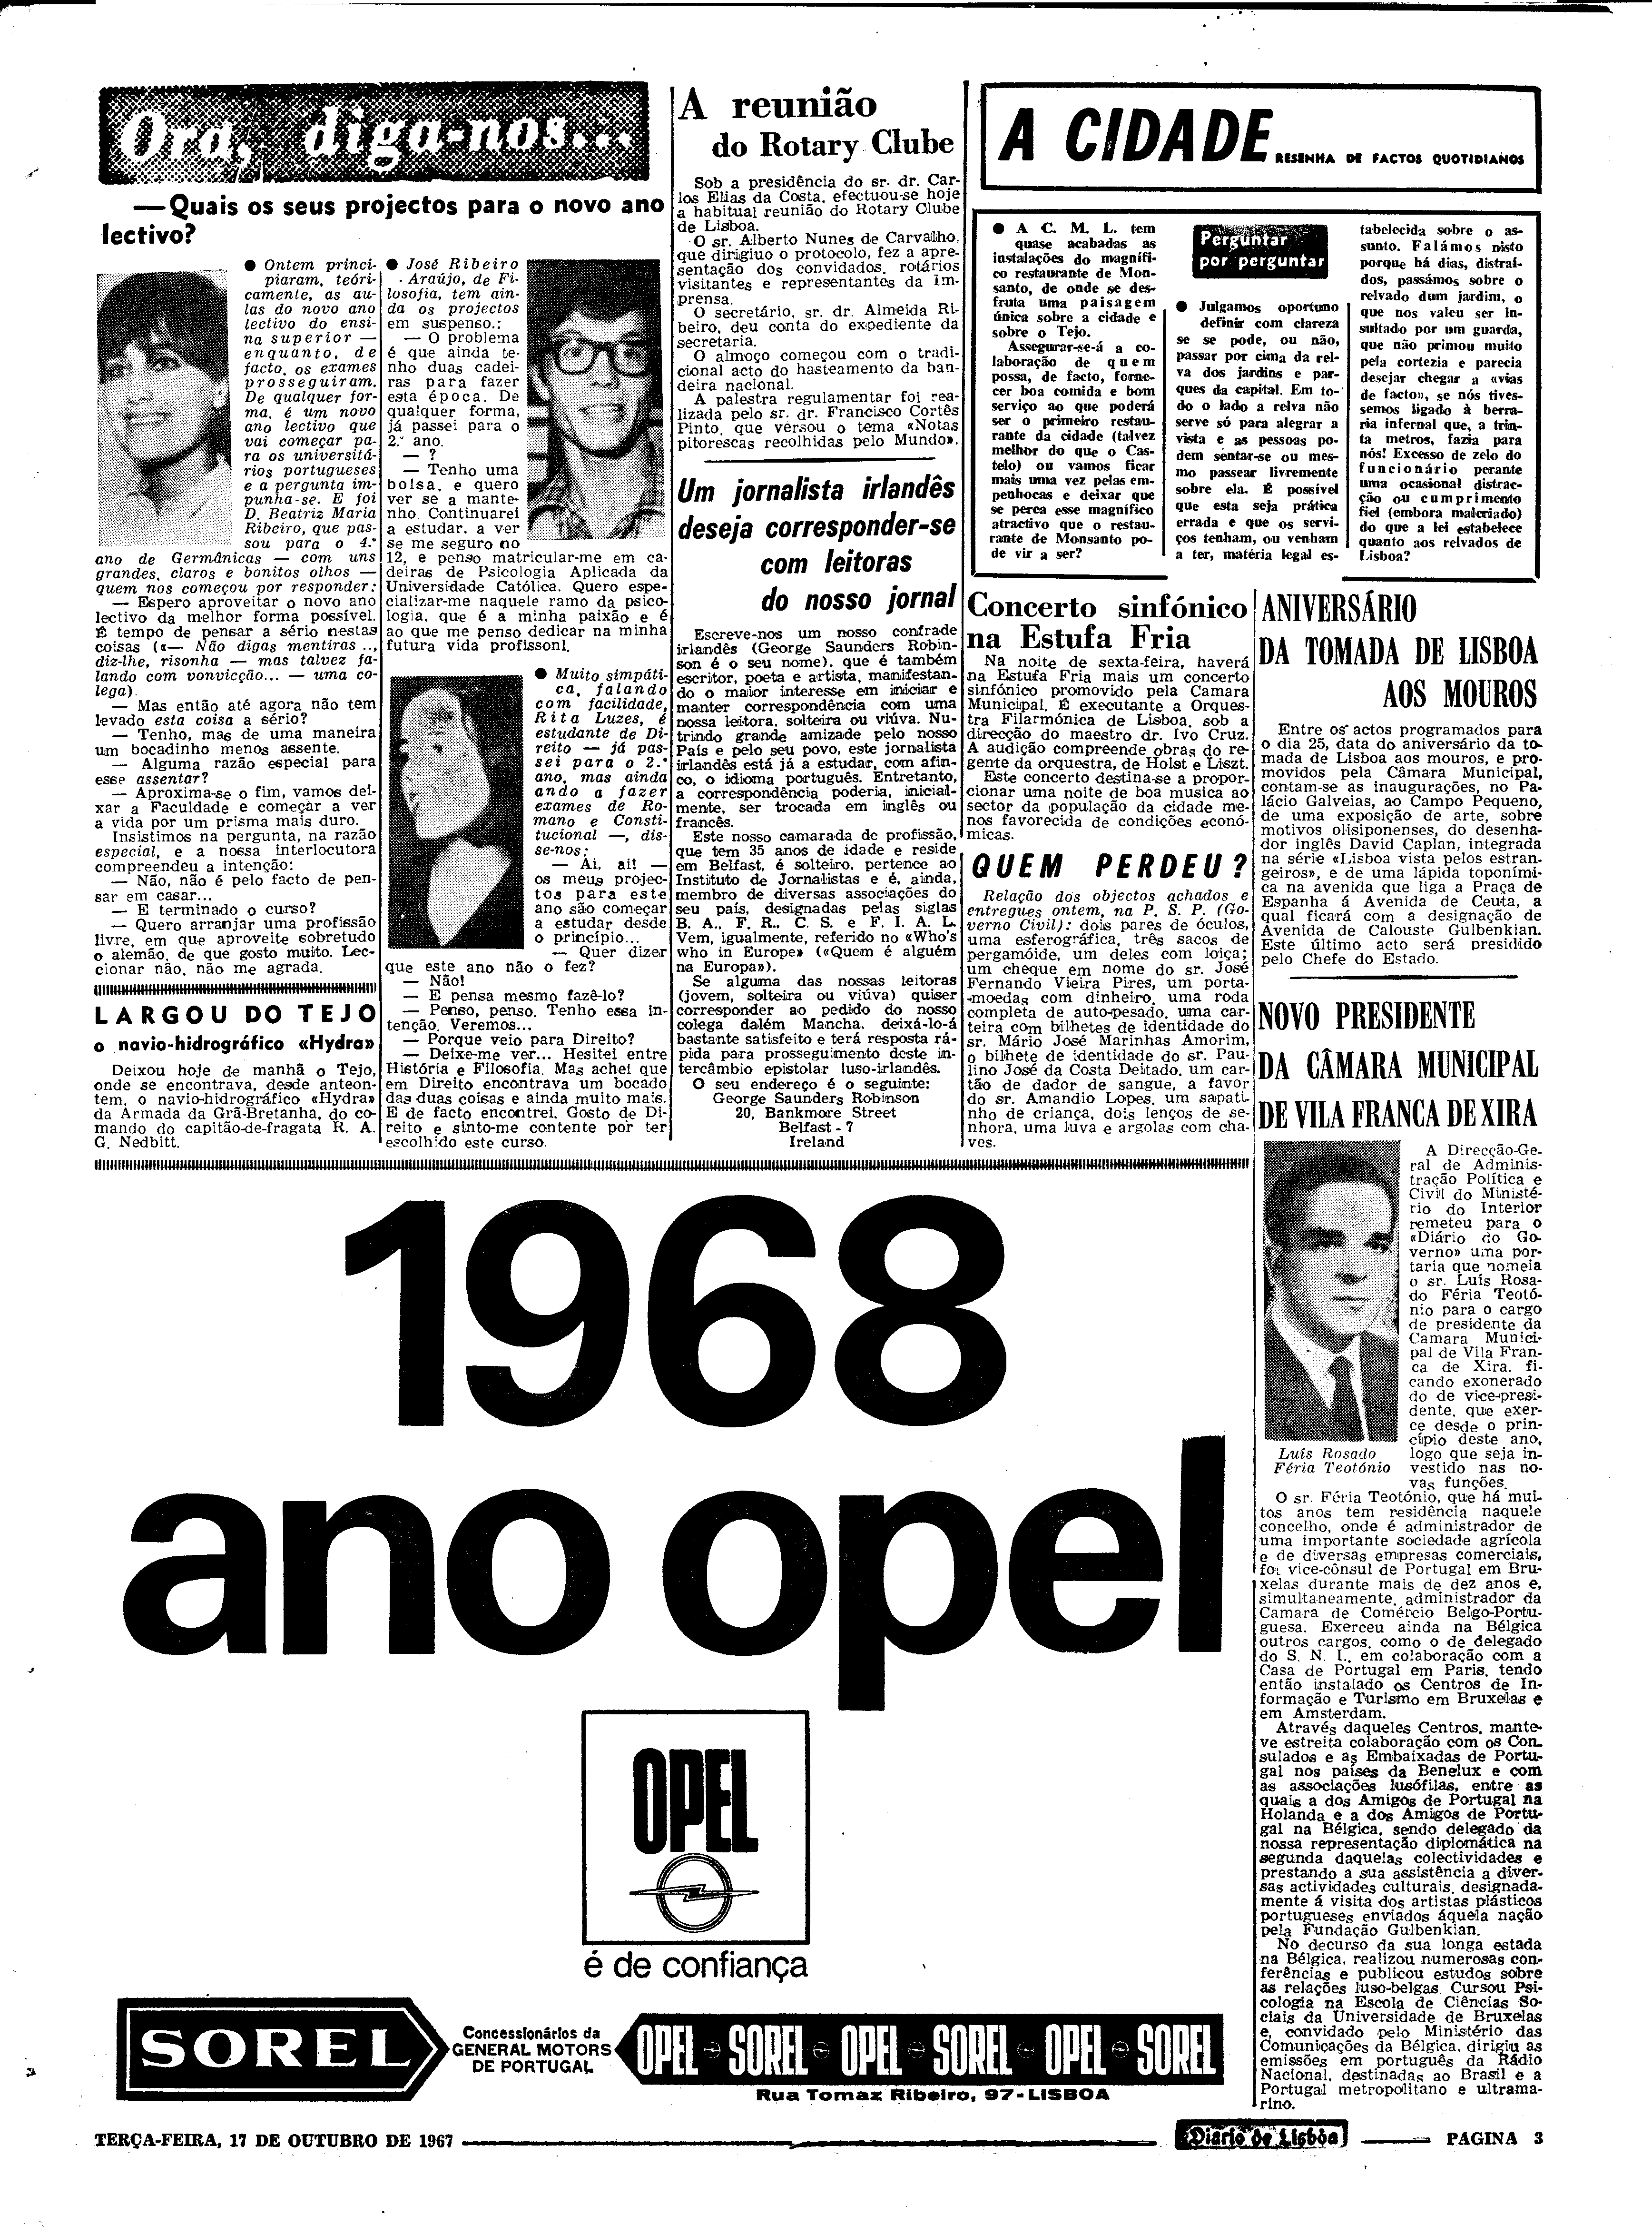 Ora, diga-nos...
—Quais os seus projectos para o novo ano
lectivo?
● Ontem princi-
piaram, teòri-
camente, as au-
las do novo ano
lectivo do ensi-
na superior —
enquanto, de
facto, os exames
prosseguiram.
De qualquer for-
ma, é um novo
ano lectivo que
vai começar pa-
ra os universitá-
rios portugueses
e a pergunta im-
punha-se. E foi
D. Beatriz Maria
Ribeiro, que pas-
sou para o 4.º
ano de Germânicas — com uns
grandes, claros e bonitos olhos —
quem nos começou por responder:
— Espero aproveitar o novo ano
lectivo da melhor forma possível.
É tempo de pensar a sério nestas
coisas («— Não digas mentiras ..,
diz-lhe, risonha — mas talvez fa-
lando com vonvicção... — uma co-
lega).
— Mas então até agora não tem
levado esta coisa a sério?
— Tenho, mas de uma maneira
um bocadinho menos assente.
— Alguma razão especial para
esse assentar?
— Aproxima-se o fim, vamos dei-
xar a Faculdade e começar a ver
a vida por um prisma mais duro.
Insistimos na pergunta, na razão
especial, e a nossa interlocutora
compreendeu a intenção:
— Não, não é pelo facto de pen-
sar em casar...
— E terminado o curso?
— Quero arranjar uma profissão
livre, em que aproveite sobretudo
o alemão, de que gosto muito. Lec-
cionar não, não me agrada.
LARGOU DO TEJO
o navio-hidrográfico «Hydra»
Deixou hoje de manhã o Tejo,
onde se encontrava, desde anteon-
tem, o navio-hidrográfico «Hydra»
da Armada da Grã-Bretanha, do co-
mando do capitão-de-fragata R. A.
G. Nedbitt.
● José Ribeiro
Araújo, de Fi-
losofia, tem ain-
da os projectos
em suspenso.:
— O problema
é que ainda te-
nho duas cadei-
ras para fazer
esta época. De
qualquer forma,
já passei para o
2.º ano.
— ?
— Tenho uma
bolsa, e quero
ver se a mante-
nho Continuarei
a estudar, a ver
se me seguro no
12, e penso matricular-me em ca-
deiras de Psicologia Aplicada da
Universidade Católica. Quero espe-
cializar-me naquele ramo da psico-
logia, que é a minha paixão e é
ao que me penso dedicar na minha
futura vida profissonl.
● Muito simpáti-
ca, falando
com facilidade,
Rita Luzes, é
estudante de Di-
reito — já pas-
sei para o 2.º
ano, mas ainda
ando a fazer
exames de Ro-
mano e Consti-
tucional —, dis-
se-nos:
— Ai, ai! —
os meus projec-
tos para este
ano são começar
a estudar desde
o princípio...
— Quer dizer
que este ano não o fez?
— Não!
— E pensa mesmo fazê-lo?
— Penso, penso. Tenho essa in-
tenção. Veremos...
— Porque veio para Direito?
— Deixe-me ver... Hesitei entre
História e Filosofia. Mas achei que
em Direito encontrava um bocado
das duas coisas e ainda muito mais.
E de facto encontrei. Gosto de Di-
reito e sinto-me contente por ter
escolhido este curso.
A reunião
do Rotary Clube
Sob a presidência do sr. dr. Car-
los Elias da Costa, efectuou-se hoje
a habitual reunião do Rotary Clube
de Lisboa.
O sr. Alberto Nunes de Carvalho,
que dirigiuo o protocolo, fez a apre-
sentação dos convidados, rotários
visitantes e representantes da im-
prensa.
O secretário, sr. dr. Almeida Ri-
beiro, deu conta do expediente da
secretaria.
O almoço começou com o tradi-
cional acto do hasteamento da ban-
deira nacional.
A palestra regulamentar foi rea-
lizada pelo sr. dr. Francisco Cortês
Pinto, que versou o tema «Notas
pitorescas recolhidas pelo Mundo».
Um jornalista irlandês
deseja corresponder-se
com leitoras
do nosso jornal
Escreve-nos um nosso confrade
irlandês (George Saunders Robin-
son é o seu nome), que é também
escritor, poeta e artista, manifestan-
do o maior interesse em iniciar e
manter correspondência com uma
nossa leitora, solteira ou viúva. Nu-
trindo grande amizade pelo nosso
País e pelo seu povo, este jornalista
irlandês está já a estudar, com afin-
co, o idioma português. Entretanto,
a correspondência poderia, inicial-
mente, ser trocada em inglês ou
francês.
Este nosso camarada de profissão,
que tem 35 anos de idade e reside
em Belfast, é solteiro, pertence ao
Instituto de Jornalistas e é, ainda,
membro de diversas associações do
seu país, designadas pelas siglas
B. A., F. R., C. S. e F. I. A. L.
Vem, igualmente, referido no «Who's
who in Europe» («Quem é alguém
na Europa»).
Se alguma das nossas leitoras
(jovem, solteira ou viúva) quiser
corresponder ao pedido do nosso
colega dalém Mancha, deixá-lo-á
bastante satisfeito e terá resposta rá-
pida para prosseguimento deste in-
tercâmbio epistolar luso-irlandês.
O seu endereço é o seguinte:
George Saunders Robinson
20, Bankmore Street
Belfast - 7
Ireland
A CIDADE
RESENHA DE FACTOS QUOTIDIANOS
● A C. M. L. tem
quase acabadas as
instalações do magnífi-
co restaurante de Mon-
santo, de onde se des-
fruta uma paisagem
única sobre a cidade e
sobre o Tejo.
Assegurar-se-á a co-
laboração de quem
possa, de facto, forne-
cer boa comida e bom
serviço ao que poderá
ser o primeiro restau-
rante da cidade (talvez
melhor do que o Cas-
telo) ou vamos ficar
mais uma vez pelas em-
penhocas e deixar que
se perca esse magnífico
atractivo que o restau-
rante de Monsanto po-
de vir a ser?
Perguntar
por perguntar
● Julgamos oportuno
definir com clareza
se se pode, ou não,
passar por cima da rel-
va dos jardins e par-
ques da capital. Em to-
do o lado a relva não
serve só para alegrar a
vista e as pessoas po-
dem sentar-se ou mes-
mo passear livremente
sobre ela. É possível
que esta seja prática
errada e que os servi-
ços tenham, ou venham
a ter, matéria legal es-
tabelecida sobre o as-
sunto. Falámos nisto
porque há dias, distraí-
dos, passámos sobre o
relvado dum jardim, o
que nos valeu ser in-
sultado por um guarda,
que não primou muito
pela cortezia e parecia
desejar chegar a «vias
de facto», se nós tives-
semos ligado à berra-
ria infernal que, a trin-
ta metros, fazia para
nós! Excesso de zelo do
funcionário perante
uma ocasional distrac-
ção ou cumprimento
fiel (embora malcriado)
do que a lei estabelece
quanto aos relvados de
Lisboa?
Concerto sinfónico
na Estufa Fria
Na noite de sexta-feira, haverá
na Estufa Fria mais um concerto
sinfónico promovido pela Camara
Municipal. É executante a Orques-
tra Filarmónica de Lisboa, sob a
direcção do maestro dr. Ivo Cruz.
A audição compreende obras do re-
gente da orquestra, de Holst e Liszt.
Este concerto destina-se a propor-
cionar uma noite de boa musica ao
sector da população da cidade me-
nos favorecida de condições econó-
micas.
QUEM PERDEU?
Relação dos objectos achados e
entregues ontem, na P. S. P. (Go-
verno Civil): dois pares de óculos,
uma esferográfica, três sacos de
pergamóide, um deles com loiça;
um cheque em nome do sr. José
Fernando Vieira Pires, um porta-
-moedas com dinheiro, uma roda
completa de auto-pesado, uma car-
teira com bilhetes de identidade do
sr. Mário José Marinhas Amorim,
o bilhete de identidade do sr. Pau-
lino José da Costa Deitado, um car-
tão de dador de sangue, a favor
do sr. Amandio Lopes, um sapati-
nho de criança, dois lenços de se-
nhora, uma luva e argolas com cha-
ves.
ANIVERSÁRIO
DA TOMADA DE LISBOA
AOS MOUROS
Entre os actos programados para
o dia 25, data do aniversário da to-
mada de Lisboa aos mouros, e pro-
movidos pela Câmara Municipal,
contam-se as inaugurações, no Pa-
lácio Galveias, ao Campo Pequeno,
de uma exposição de arte, sobre
motivos olisiponenses, do desenha-
dor inglês David Caplan, integrada
na série «Lisboa vista pelos estran-
geiros», e de uma lápida toponími-
ca na avenida que liga a Praça de
Espanha á Avenida de Ceuta, a
qual ficará com a designação de
Avenida de Calouste Gulbenkian.
Este último acto será presidido
pelo Chefe do Estado.
NOVO PRESIDENTE
DA CÂMARA MUNICIPAL
DE VILA FRANCA DE XIRA
A Direcção-Ge-
ral de Adminis-
tração Política e
Civil do Ministé-
rio do Interior
remeteu para o
«Diário do Go-
verno» uma por-
taria que nomeia
o sr. Luís Rosa-
do Féria Teotó-
nio para o cargo
de presidente da
Camara Munici-
pal de Vila Fran-
ca de Xira, fi-
cando exonerado
do de vice-presi-
dente, que exer-
ce desde o prin-
cípio deste ano,
logo que seja in-
vestido nas no-
vas funções.
Luís Rosado
Féria Teotónio
O sr. Féria Teotónio, que há mui-
tos anos tem residência naquele
concelho, onde é administrador de
uma importante sociedade agrícola
e de diversas empresas comerciais,
foi vice-cônsul de Portugal em Bru-
xelas durante mais de dez anos e,
simultaneamente, administrador da
Camara de Comércio Belgo-Portu-
guesa. Exerceu ainda na Bélgica
outros cargos, como o de delegado
do S. N. I., em colaboração com a
Casa de Portugal em Paris, tendo
então instalado os Centros de In-
formação e Turismo em Bruxelas e
em Amsterdam.
Através daqueles Centros, mante-
ve estreita colaboração com os Con-
sulados e as Embaixadas de Portu-
gal nos países da Benelux e com
as associações lusófilas, entre as
quais a dos Amigos de Portugal na
Holanda e a dos Amigos de Portu-
gal na Bélgica, sendo delegado da
nossa representação diplomática na
segunda daquelas colectividades e
prestando a sua assistência a diver-
sas actividades culturais, designada-
mente á visita dos artistas plásticos
portugueses enviados áquela nação
pela Fundação Gulbenkian.
No decurso da sua longa estada
na Bélgica, realizou numerosas con-
ferências e publicou estudos sobre
as relações luso-belgas. Cursou Psi-
cologia na Escola de Ciências So-
ciais da Universidade de Bruxelas
e, convidado pelo Ministério das
Comunicações da Bélgica, dirigiu as
emissões em português da Rádio
Nacional, destinadas ao Brasil e a
Portugal metropolitano e ultrama-
rino.
1968
ano opel
OPEL
é de confiança
SOREL
Concessionários da
GENERAL MOTORS
DE PORTUGAL
OPEL SOREL OPEL SOREL OPEL SOREL
Rua Tomaz Ribeiro, 97-LISBOA
TERÇA-FEIRA, 17 DE OUTUBRO DE 1967
Diário de Lisboa
PAGINA 3